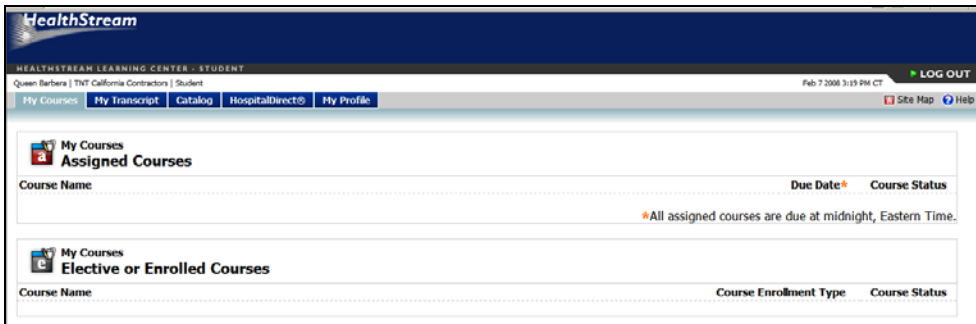 HealthStream
HEALTHSTREAM LEARNING CENTER - STUDENT
LOG OUT
Queen Barbera | TNT California Contractors | Student
Feb 7 2008 3:19 PM CT
My Courses My Transcript Catalog HospitalDirect® My Profile
Site Map Help
My Courses
a Assigned Courses
Course Name Due Date* Course Status
*All assigned courses are due at midnight, Eastern Time.
My Courses
e Elective or Enrolled Courses
Course Name Course Enrollment Type Course Status